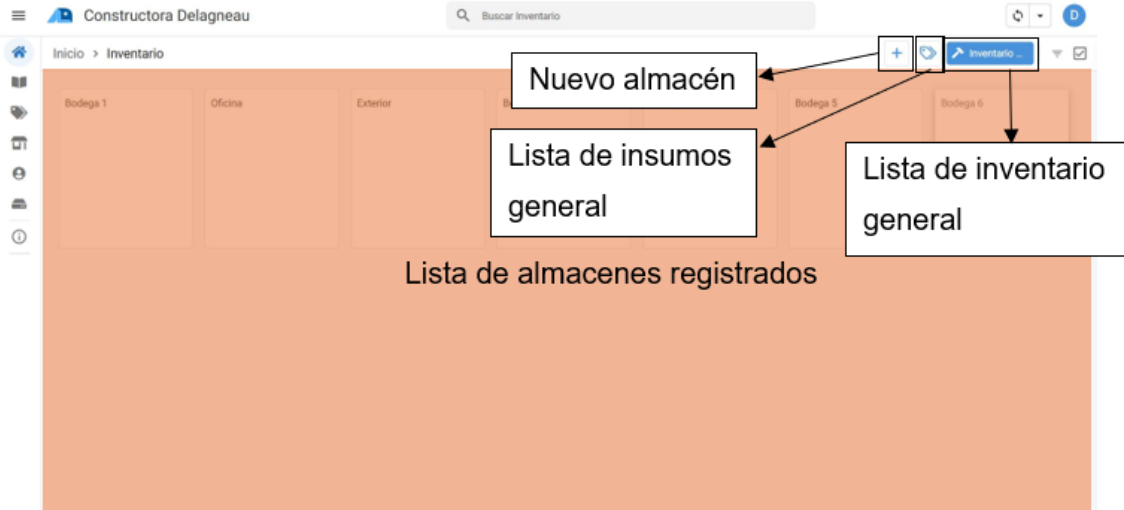 Constructora Delagneau
Buscar Inventario
D
Inicio > Inventario
Inventario ...
Nuevo almacén
Bodega 1
Oficina
Exterior
Bodega 5
Bodega 6
Lista de insumos
general
Lista de inventario
general
Lista de almacenes registrados